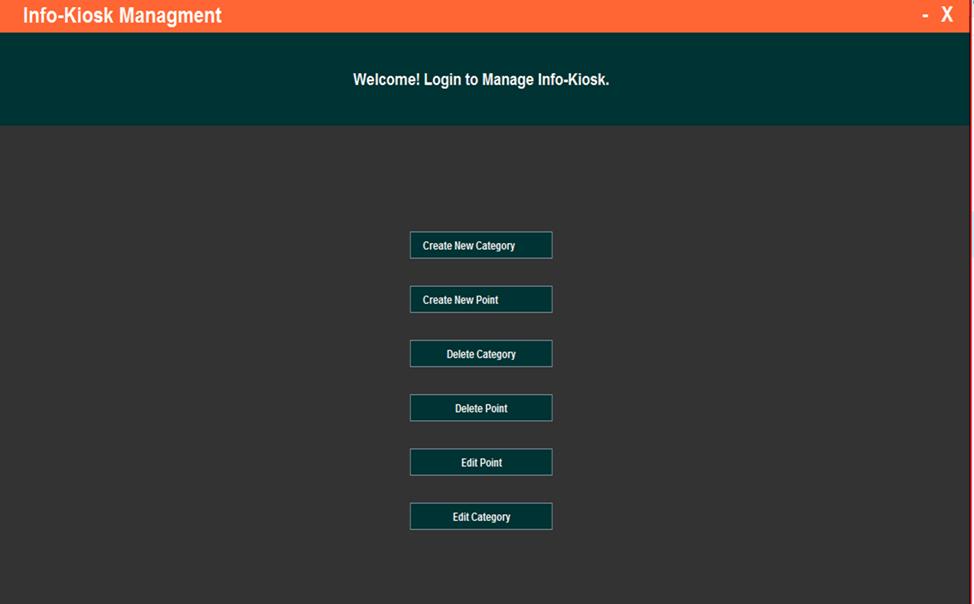 Info-Kiosk Managment
- X
Welcome! Login to Manage Info-Kiosk.
Create New Category
Create New Point
Delete Category
Delete Point
Edit Point
Edit Category